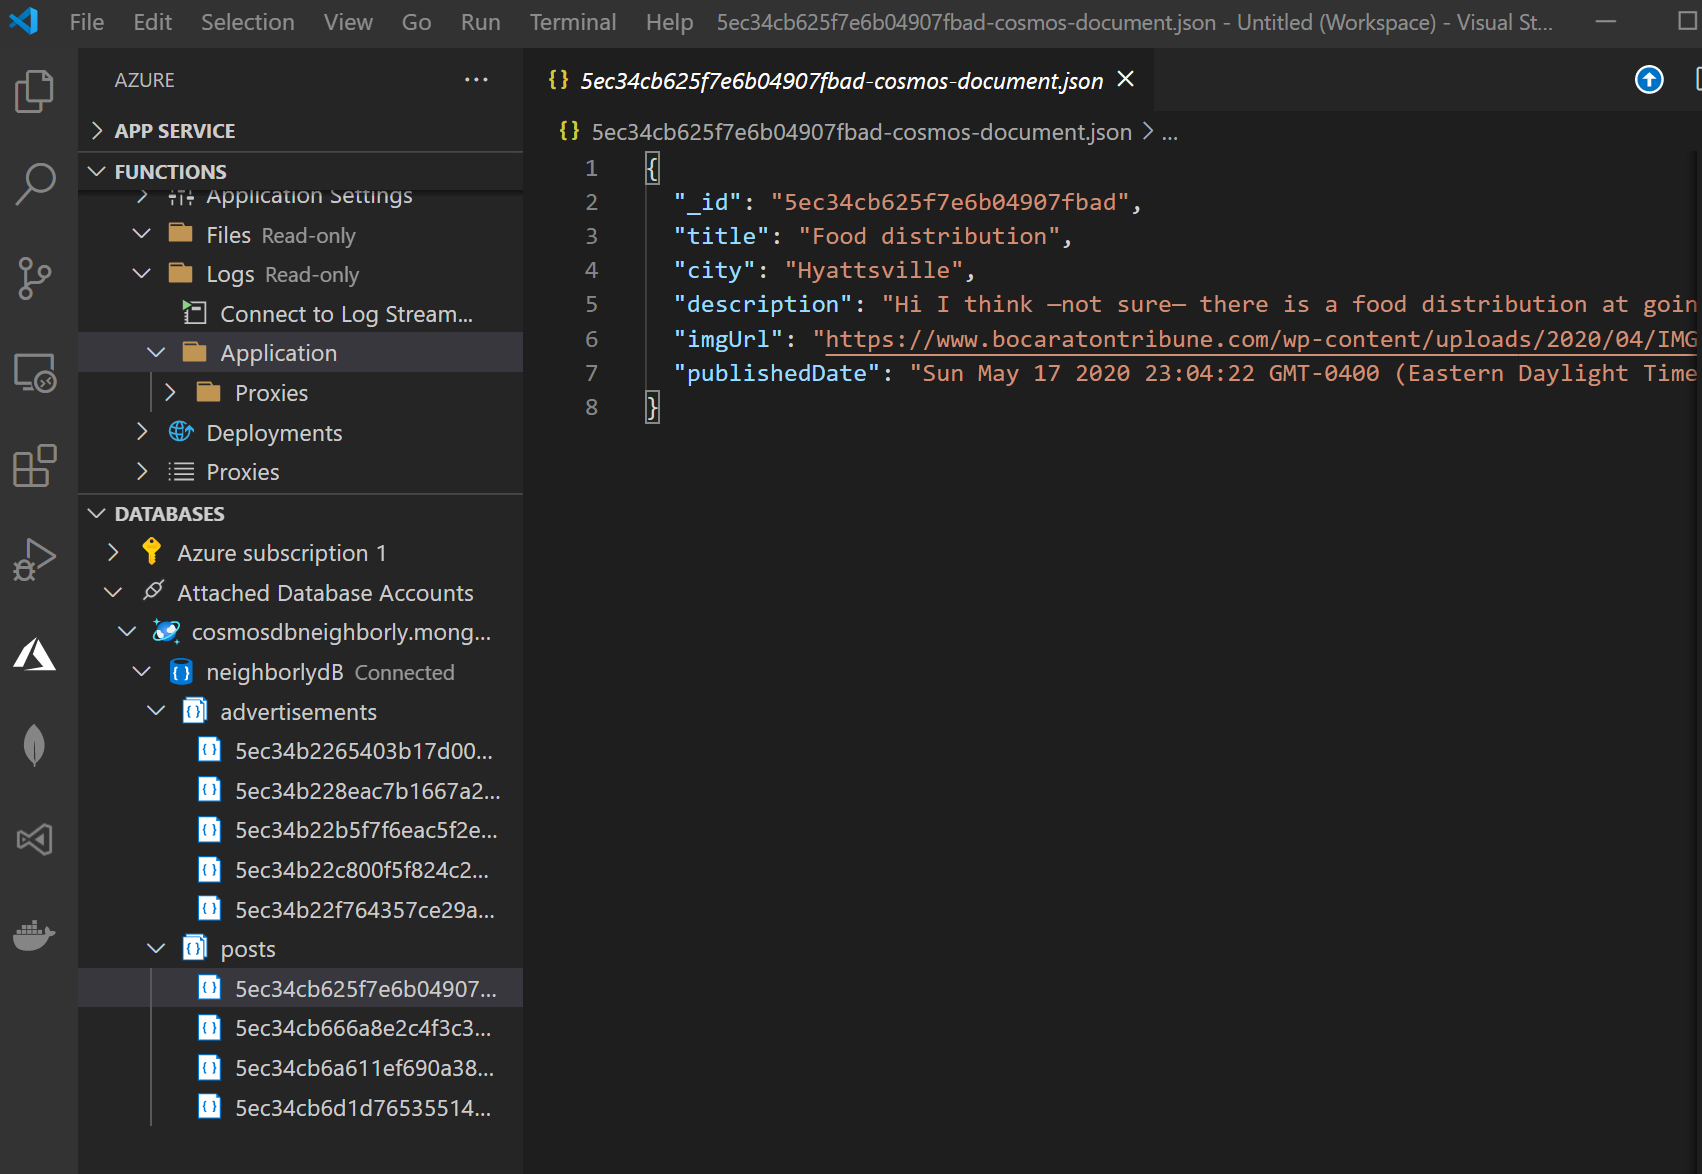 File Edit Selection View Go Run Terminal Help 5ec34cb625f7e6b04907fbad-cosmos-document.json - Untitled (Workspace) - Visual St...
AZURE
APP SERVICE
FUNCTIONS
Application Settings
Files Read-only
Logs Read-only
Connect to Log Stream...
Application
Proxies
Deployments
Proxies
DATABASES
Azure subscription 1
Attached Database Accounts
cosmosdbneighborly.mong...
neighborlydB Connected
advertisements
5ec34b2265403b17d00...
5ec34b228eac7b1667a2...
5ec34b22b5f7f6eac5f2e...
5ec34b22c800f5f824c2...
5ec34b22f764357ce29a...
posts
5ec34cb625f7e6b04907...
5ec34cb666a8e2c4f3c3...
5ec34cb6a611ef690a38...
5ec34cb6d1d76535514...
{} 5ec34cb625f7e6b04907fbad-cosmos-document.json
{} 5ec34cb625f7e6b04907fbad-cosmos-document.json > ...
1 {
2 "_id": "5ec34cb625f7e6b04907fbad",
3 "title": "Food distribution",
4 "city": "Hyattsville",
5 "description": "Hi I think —not sure— there is a food distribution at goin
6 "imgUrl": "https://www.bocaratontribune.com/wp-content/uploads/2020/04/IMG
7 "publishedDate": "Sun May 17 2020 23:04:22 GMT-0400 (Eastern Daylight Time
8 }